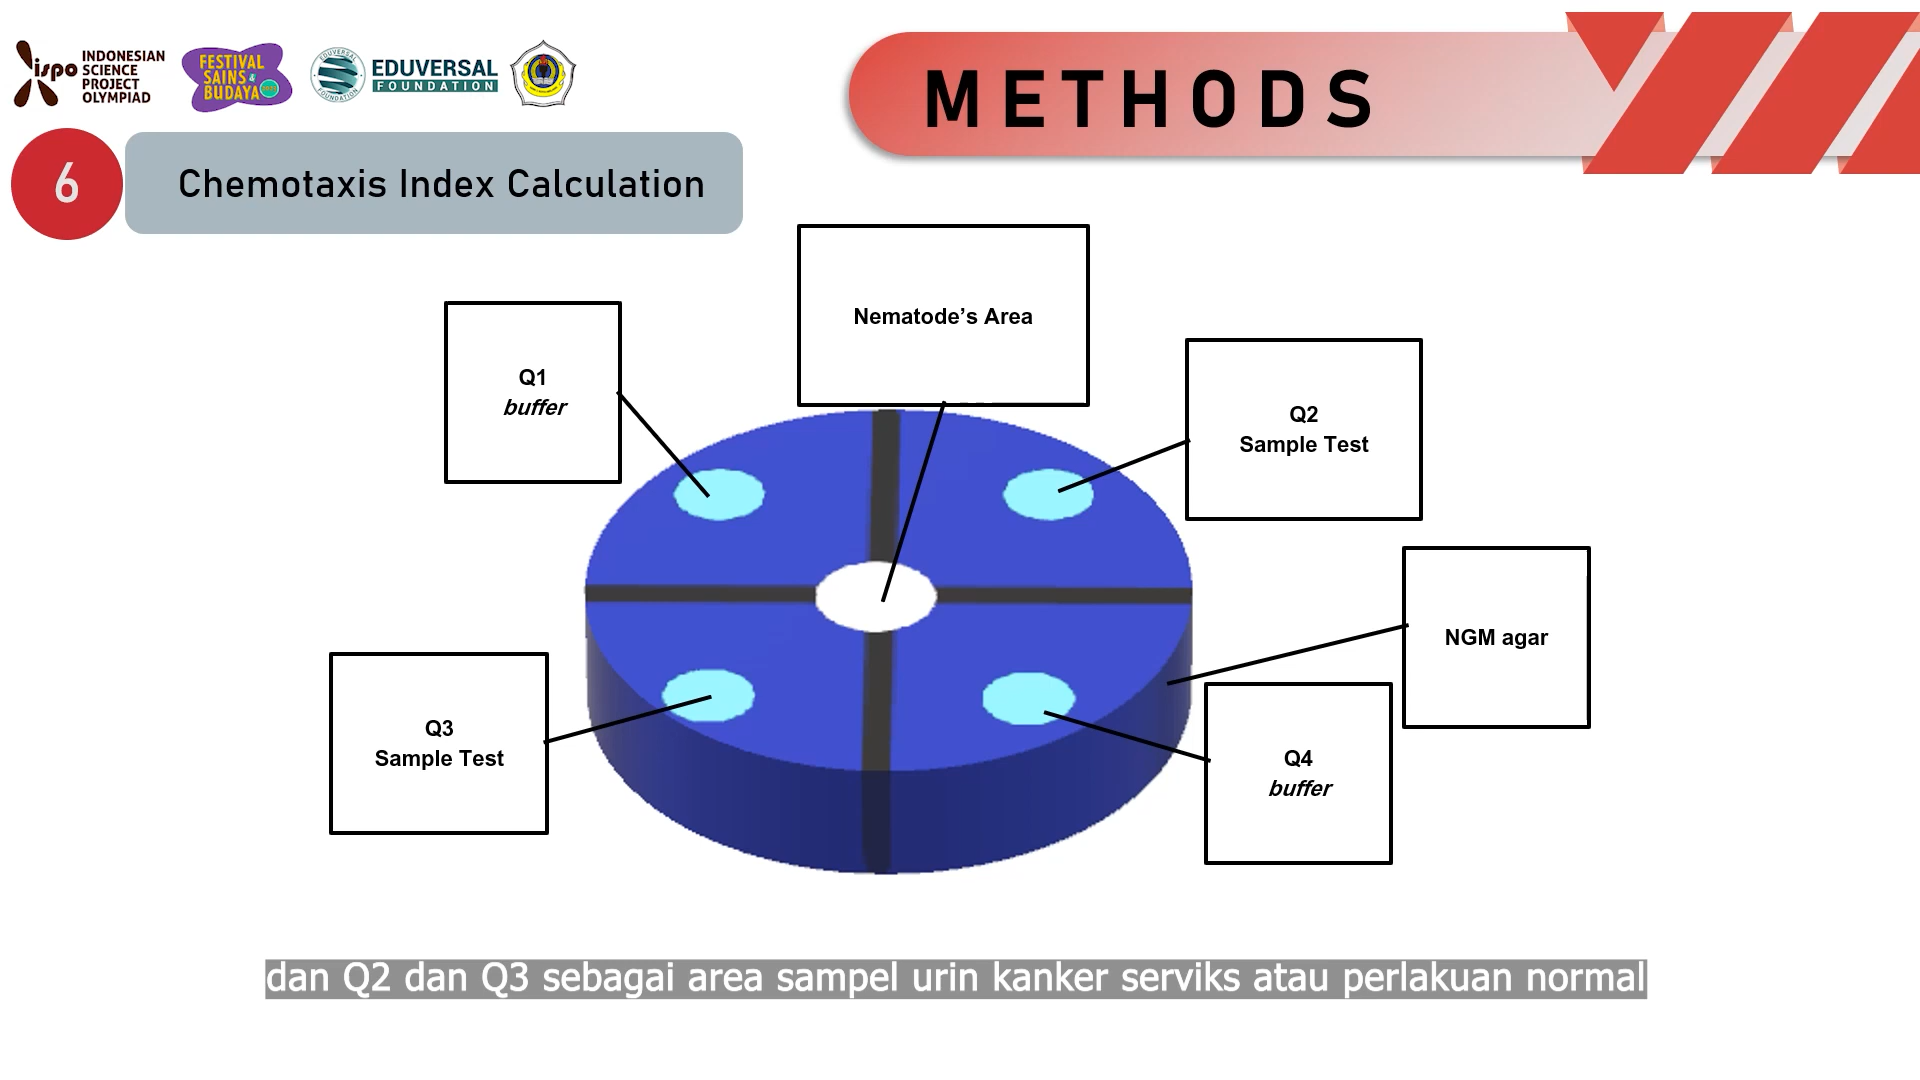 ispo
INDONESIAN
SCIENCE
PROJECT
OLYMPIAD
FESTIVAL
SAINS &
BUDAYA
EDUVERSAL
FOUNDATION
METHODS
6
Chemotaxis Index Calculation
Nematode’s Area
Q1
buffer
Q2
Sample Test
NGM agar
Q3
Sample Test
Q4
buffer
dan Q2 dan Q3 sebagai area sampel urin kanker serviks atau perlakuan normal